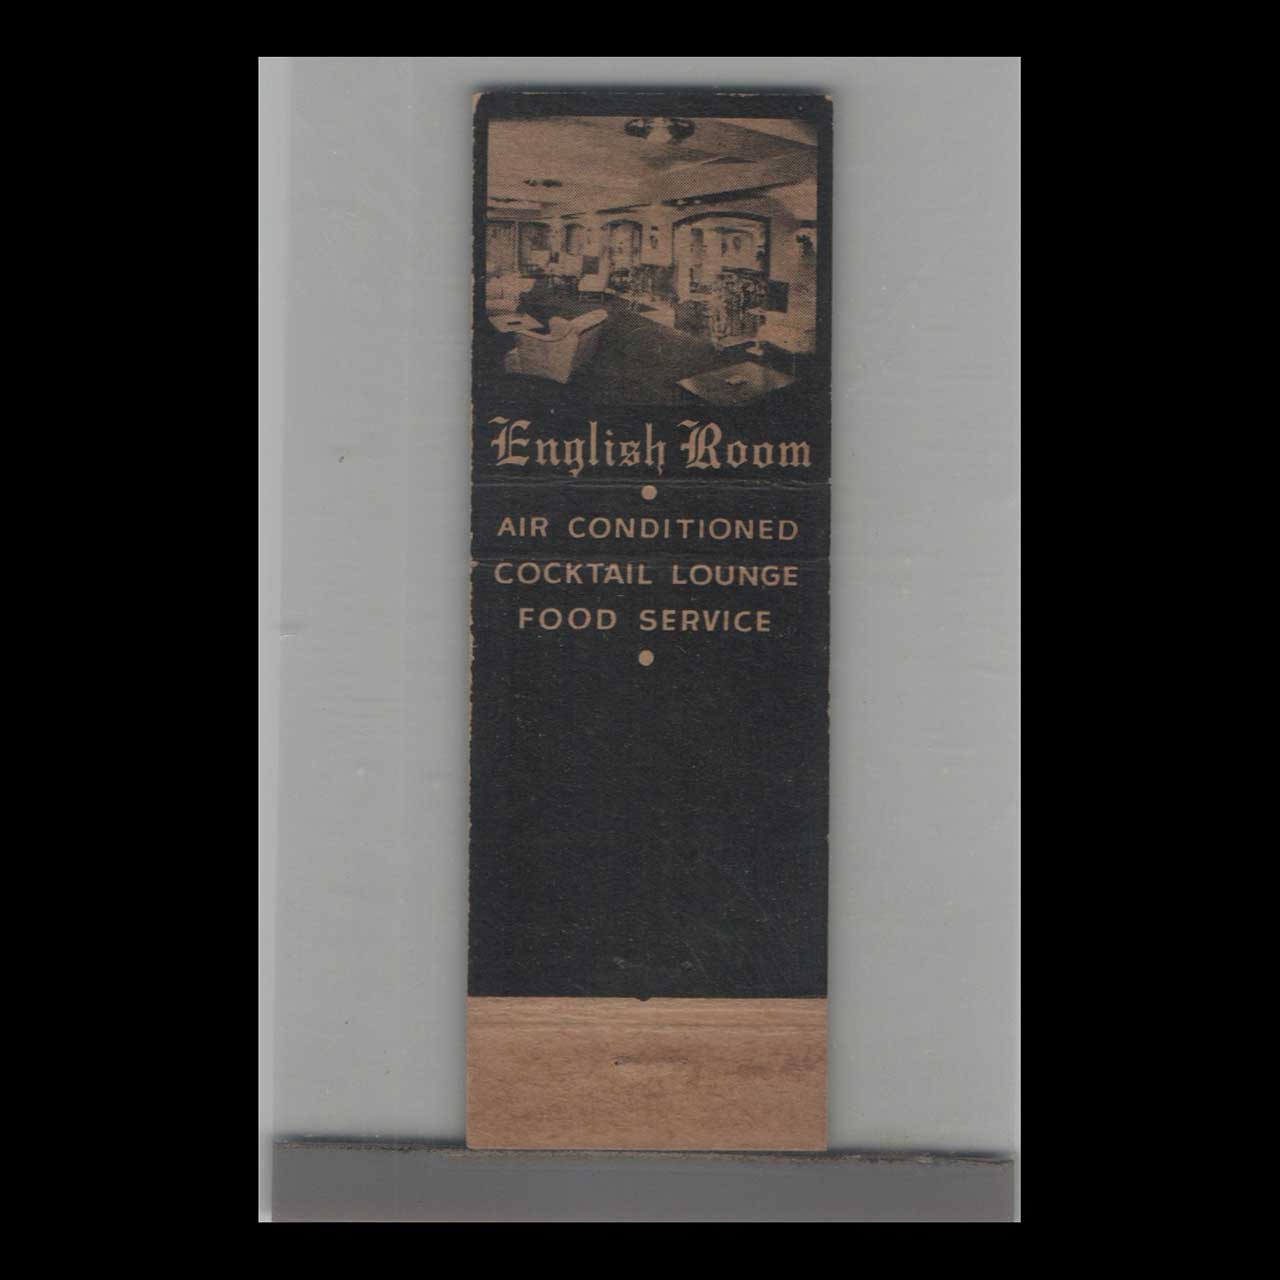 English Room
AIR CONDITIONED
COCKTAIL LOUNGE
FOOD SERVICE